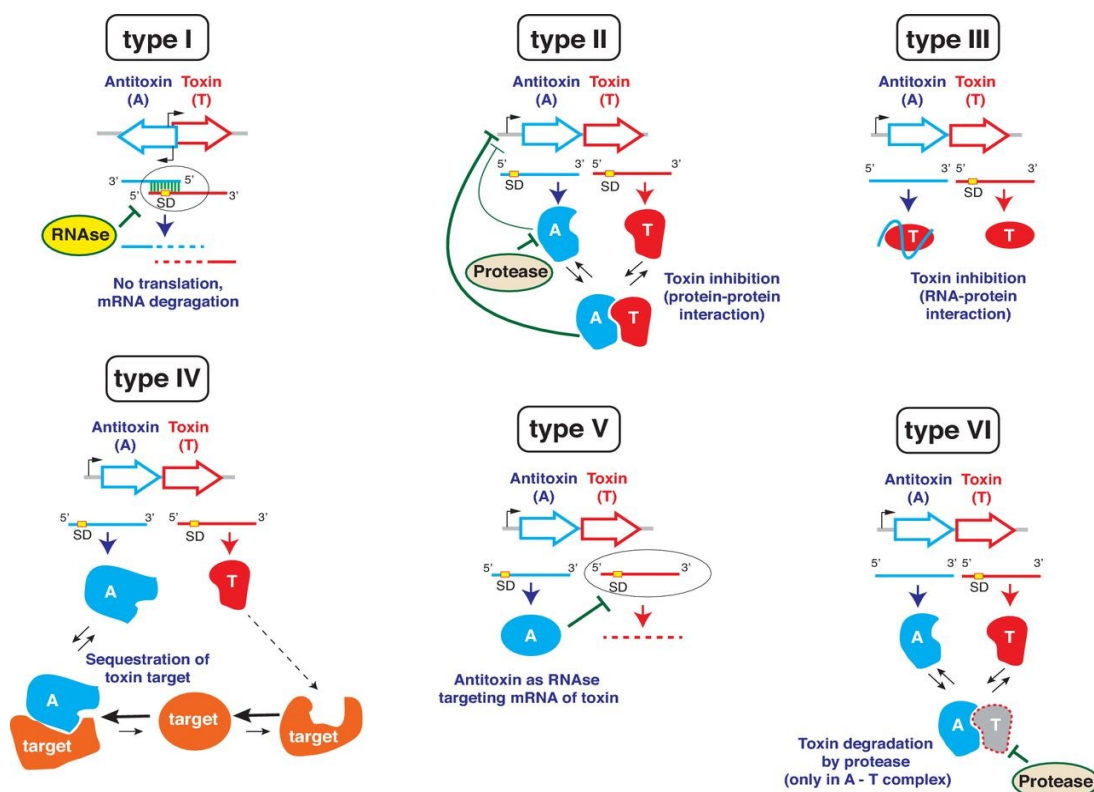 type I
Antitoxin Toxin
(A) (T)
3' 5'
5' 3'
SD
RNAse
No translation,
mRNA degragation
type II
Antitoxin Toxin
(A) (T)
5' 3' 5' 3'
SD SD
A T
Protease
Toxin inhibition
(protein-protein
interaction)
A T
type III
Antitoxin Toxin
(A) (T)
5' 3' 5' 3'
SD
T T
Toxin inhibition
(RNA-protein
interaction)
type IV
Antitoxin Toxin
(A) (T)
5' 3' 5' 3'
SD SD
A T
Sequestration of
toxin target
A
target target target
type V
Antitoxin Toxin
(A) (T)
5' 3' 5' 3'
SD SD
A
Antitoxin as RNAse
targeting mRNA of toxin
type VI
Antitoxin Toxin
(A) (T)
5' 3' 5' 3'
SD
A T
A T
Toxin degradation
by protease
(only in A - T complex)
Protease